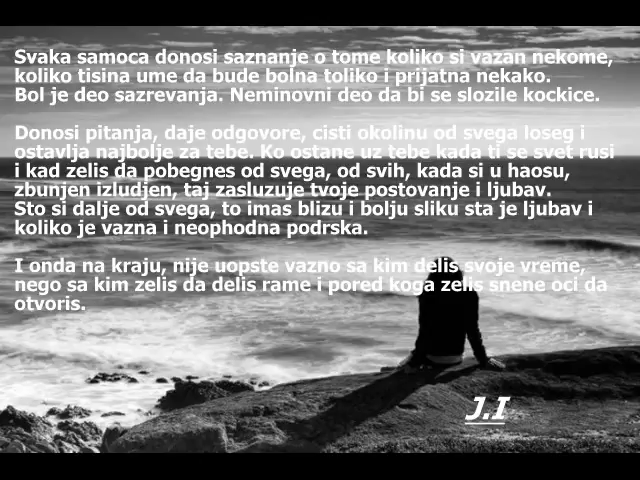 Svaka samoca donosi saznanje o tome koliko si vazan nekome,
koliko tisina ume da bude bolna toliko i prijatna nekako.
Bol je deo sazrevanja. Neminovni deo da bi se slozile kockice.
Donosi pitanja, daje odgovore, cisti okolinu od svega loseg i
ostavlja najbolje za tebe. Ko ostane uz tebe kada ti se svet rusi
i kad zelis da pobegnes od svega, od svih, kada si u haosu,
zbunjen izludjen, taj zasluzuje tvoje postovanje i ljubav.
Sto si dalje od svega, to imas blizu i bolju sliku sta je ljubav i
koliko je vazna i neophodna podrska.
I onda na kraju, nije uopste vazno sa kim delis svoje vreme,
nego sa kim zelis da delis rame i pored koga zelis snene oci da
otvoris.
J.I